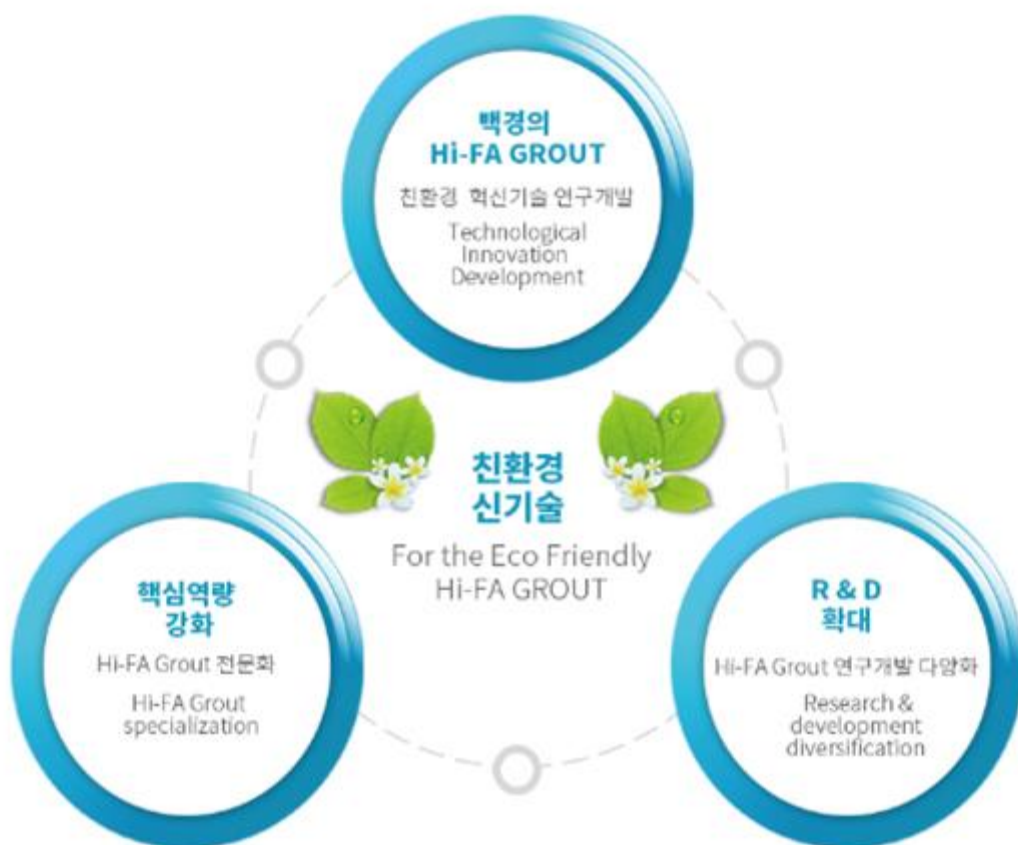 백경의
Hi-FA GROUT
친환경 혁신기술 연구개발
Technological
Innovation
Development
친환경
신기술
For the Eco Friendly
Hi-FA GROUT
핵심역량
강화
Hi-FA Grout 전문화
Hi-FA Grout
specialization
R & D
확대
Hi-FA Grout 연구개발 다양화
Research &
development
diversification